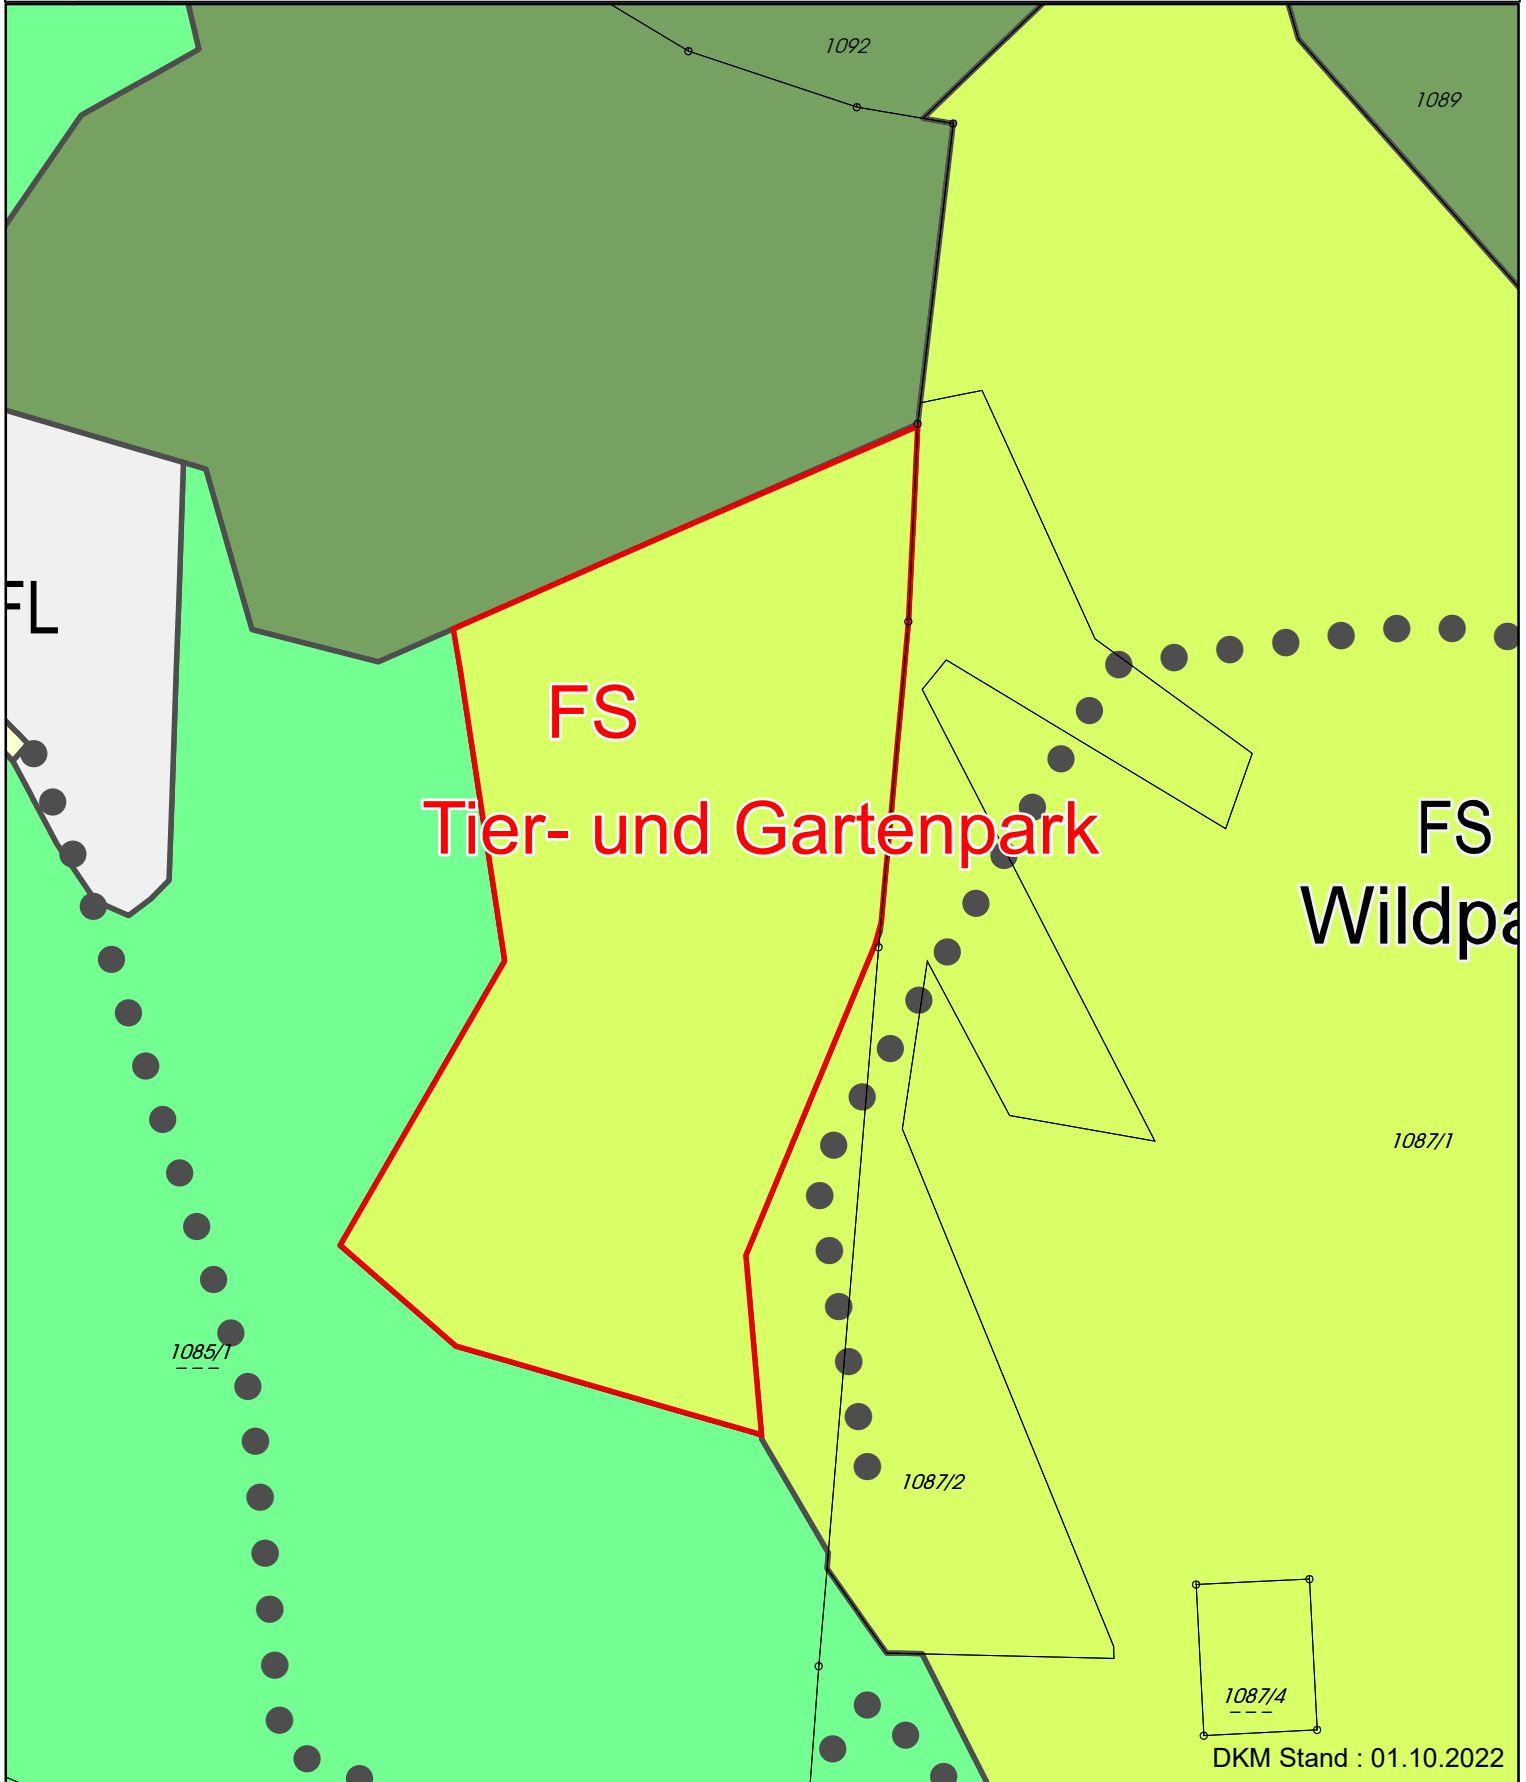 1092
1089
FL
FS
Tier- und Gartenpark
FS
Wildpa
1087/1
1085/1
1087/2
1087/4
DKM Stand : 01.10.2022